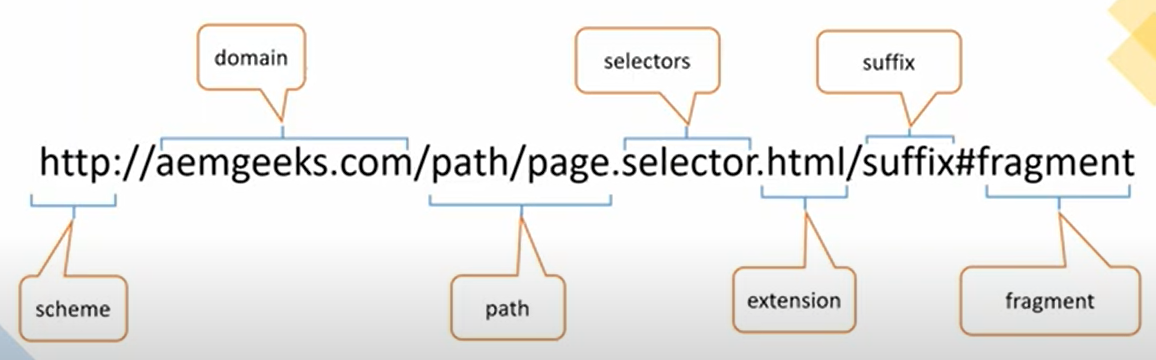 domain
selectors
suffix
http://aemgeeks.com/path/page.selector.html/suffix#fragment
scheme
path
extension
fragment